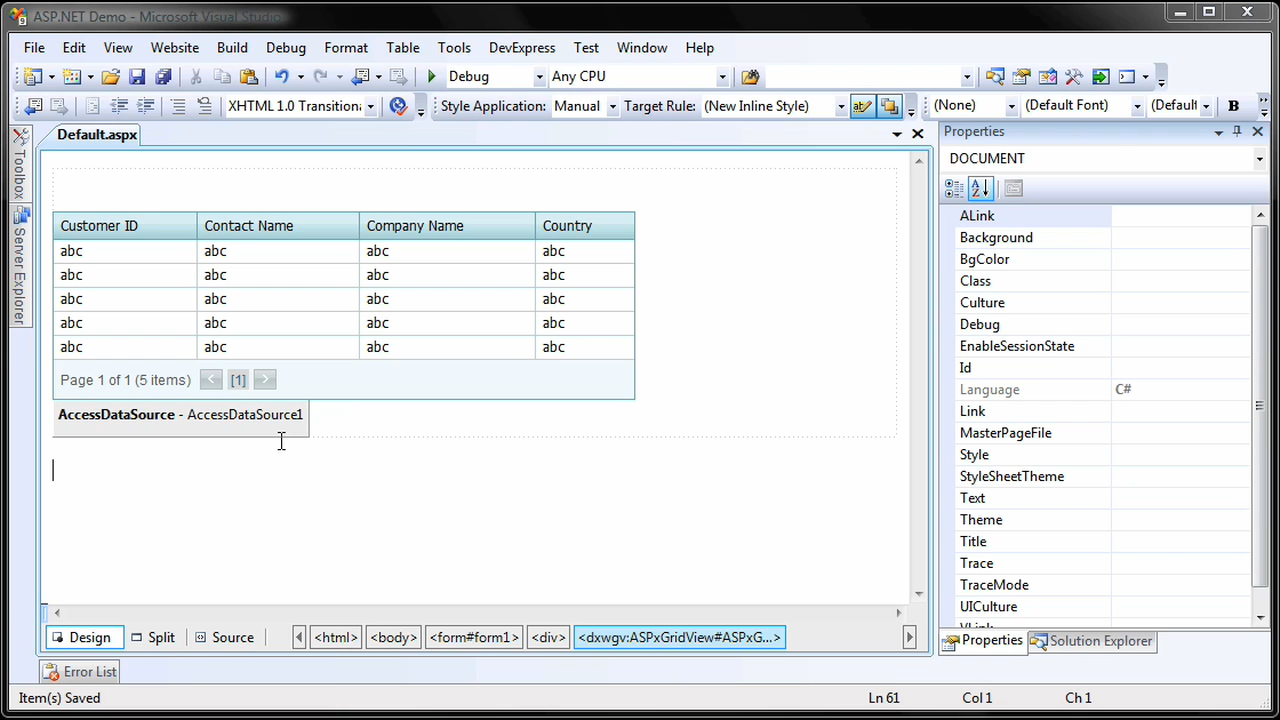 ASP.NET Demo - Microsoft Visual Studio
File Edit View Website Build Debug Format Table Tools DevExpress Test Window Help
Debug Any CPU
XHTML 1.0 Transition Style Application: Manual Target Rule: (New Inline Style) (None) (Default Font) (Default B
Toolbox
Server Explorer
Default.aspx
Customer ID Contact Name Company Name Country
abc abc abc abc
abc abc abc abc
abc abc abc abc
abc abc abc abc
abc abc abc abc
Page 1 of 1 (5 items) < [1] >
AccessDataSource - AccessDataSource1
Design Split Source <html> <body> <form#form1> <div> <dxwgv:ASPxGridView#ASPxG...>
Properties
DOCUMENT
ALink
Background
BgColor
Class
Culture
Debug
EnableSessionState
Id
Language C#
Link
MasterPageFile
Style
StyleSheetTheme
Text
Theme
Title
Trace
TraceMode
UICulture
Properties Solution Explorer
Error List
Item(s) Saved Ln 61 Col 1 Ch 1